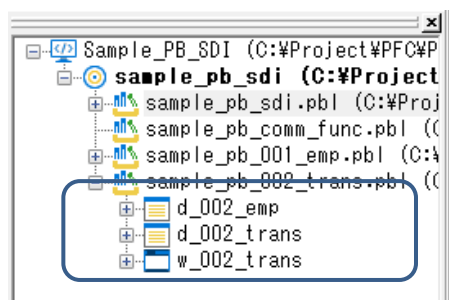 Sample_PB_SDI (C:¥Project¥PFC¥P
sample_pb_sdi (C:¥Project
sample_pb_sdi.pbl (C:¥Proj
sample_pb_comm_func.pbl ((
sample_pb_001_emp.pbl (C:¥
sample_pb_002_trans.pbl ((
d_002_emp
d_002_trans
w_002_trans